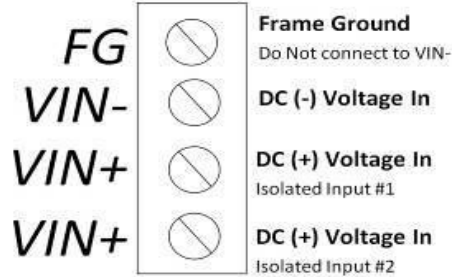 FG
Frame Ground
Do Not connect to VIN-
VIN-
DC (-) Voltage In
VIN+
DC (+) Voltage In
Isolated Input #1
VIN+
DC (+) Voltage In
Isolated Input #2